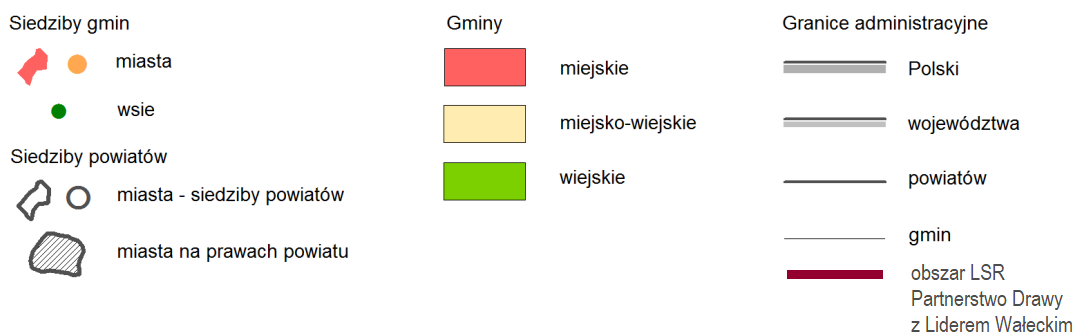 Siedziby gmin
miasta
wsie
Siedziby powiatów
miasta - siedziby powiatów
miasta na prawach powiatu
Gminy
miejskie
miejsko-wiejskie
wiejskie
Granice administracyjne
Polski
województwa
powiatów
gmin
obszar LSR
Partnerstwo Drawy
z Liderem Wałeckim